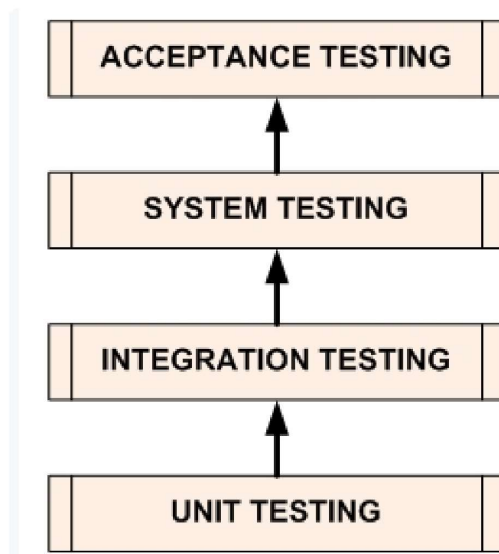 ACCEPTANCE TESTING
SYSTEM TESTING
INTEGRATION TESTING
UNIT TESTING